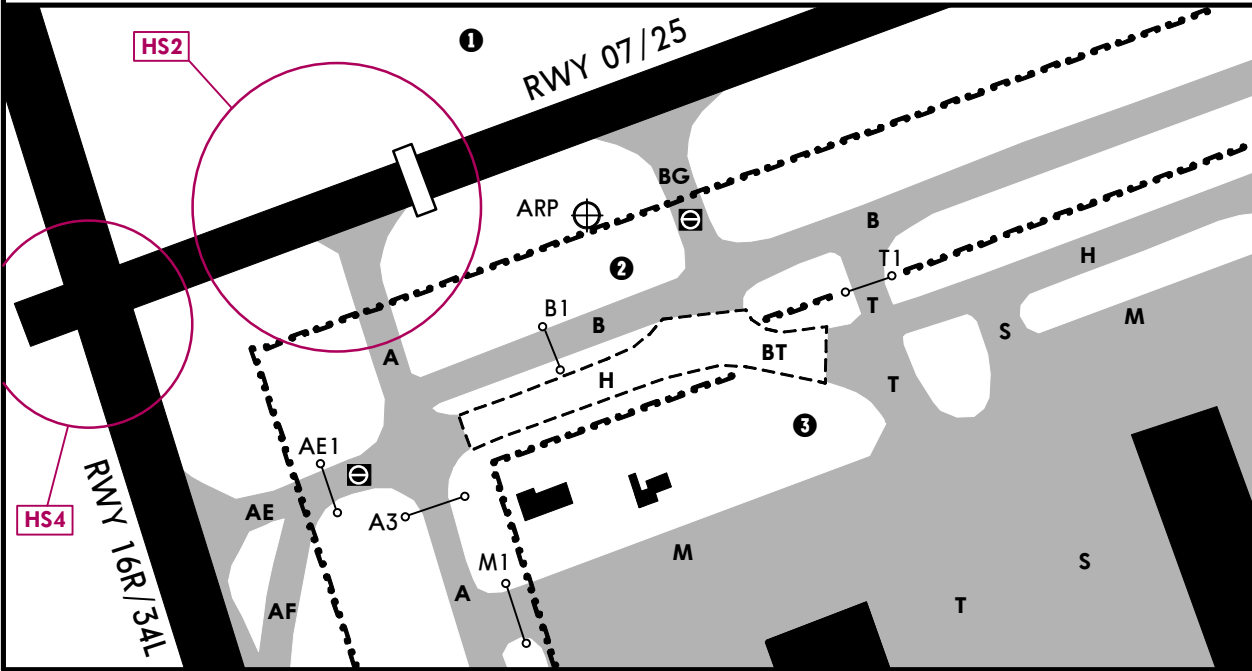 ❶
HS2
RWY 07/25
BG
ARP
B
T1
H
❷
B1
T
M
S
B
A
BT
H
T
❸
AE1
A3
HS4
AE
RWY 16R/34L
M1
M
S
A
T
AF